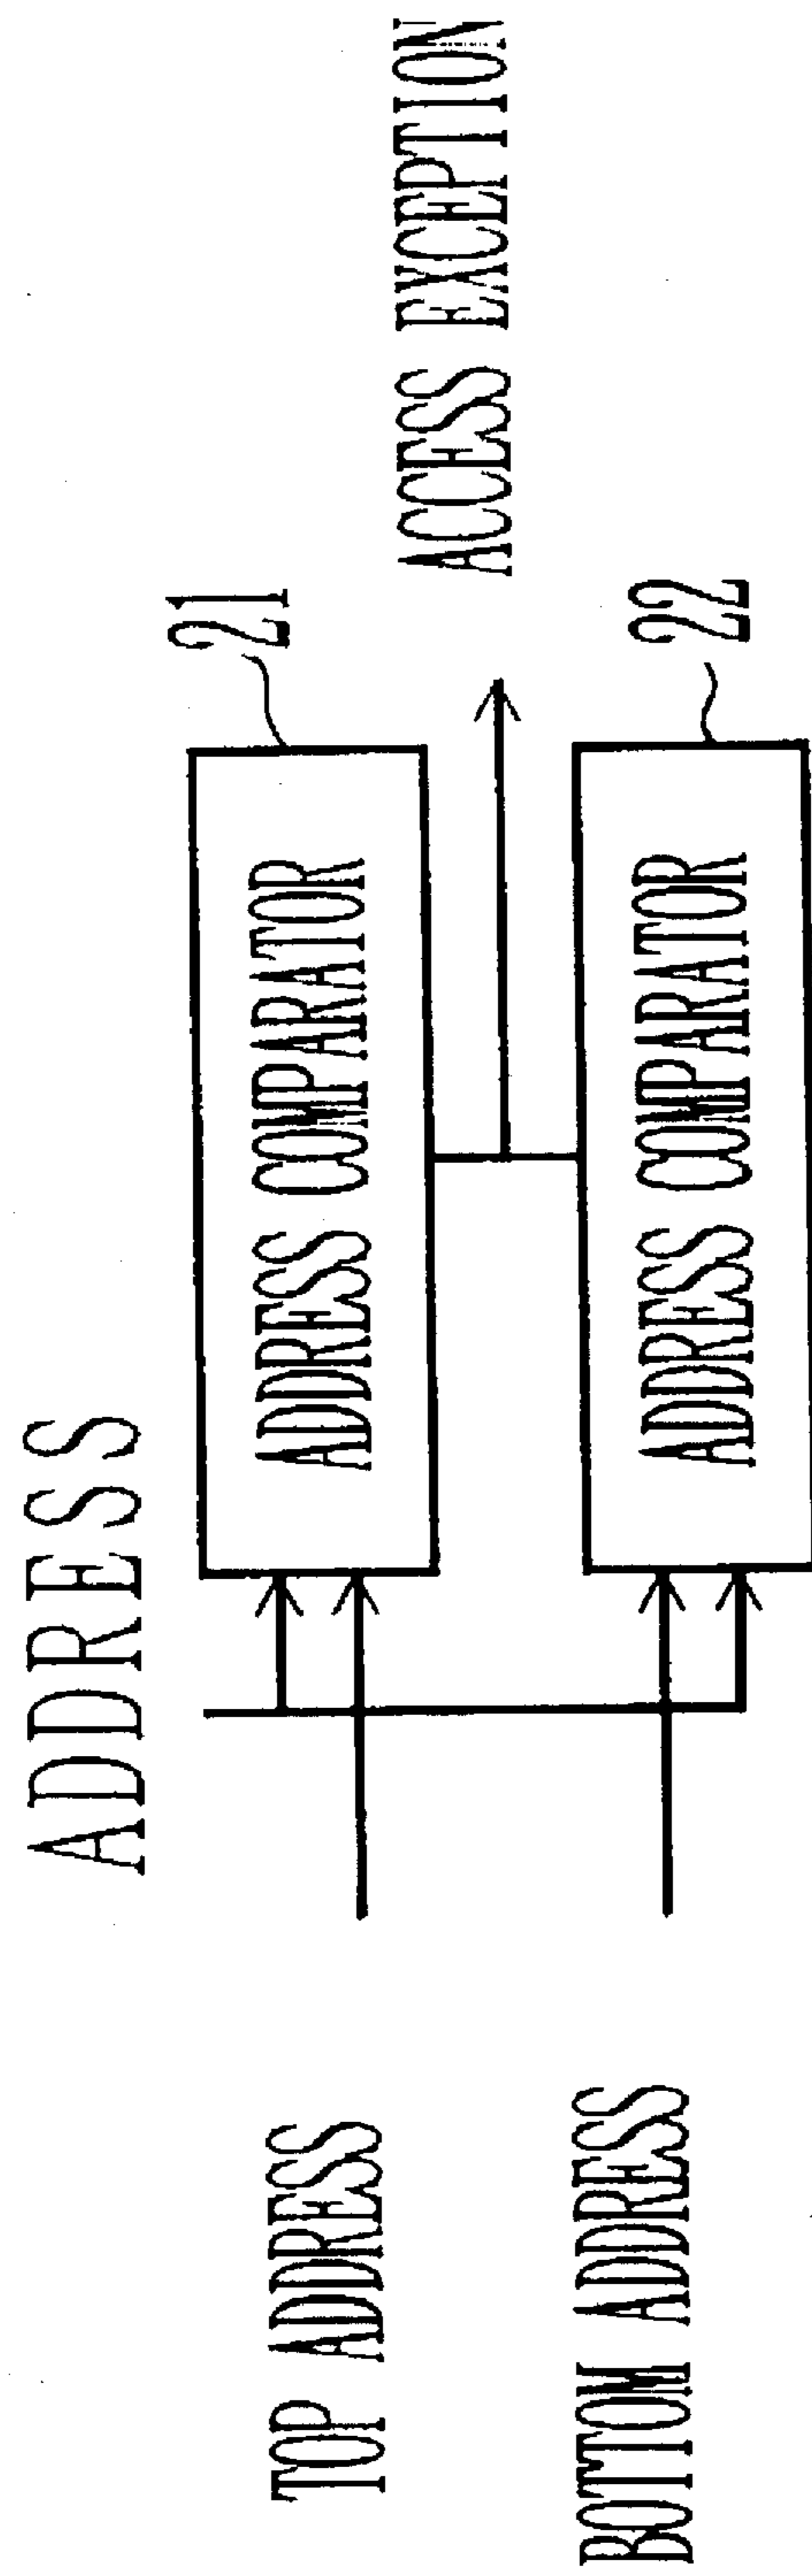 ADDRESS
21
TOP ADDRESS
ADDRESS COMPARATOR
ACCESS EXCEPTION
22
BOTTOM ADDRESS
ADDRESS COMPARATOR